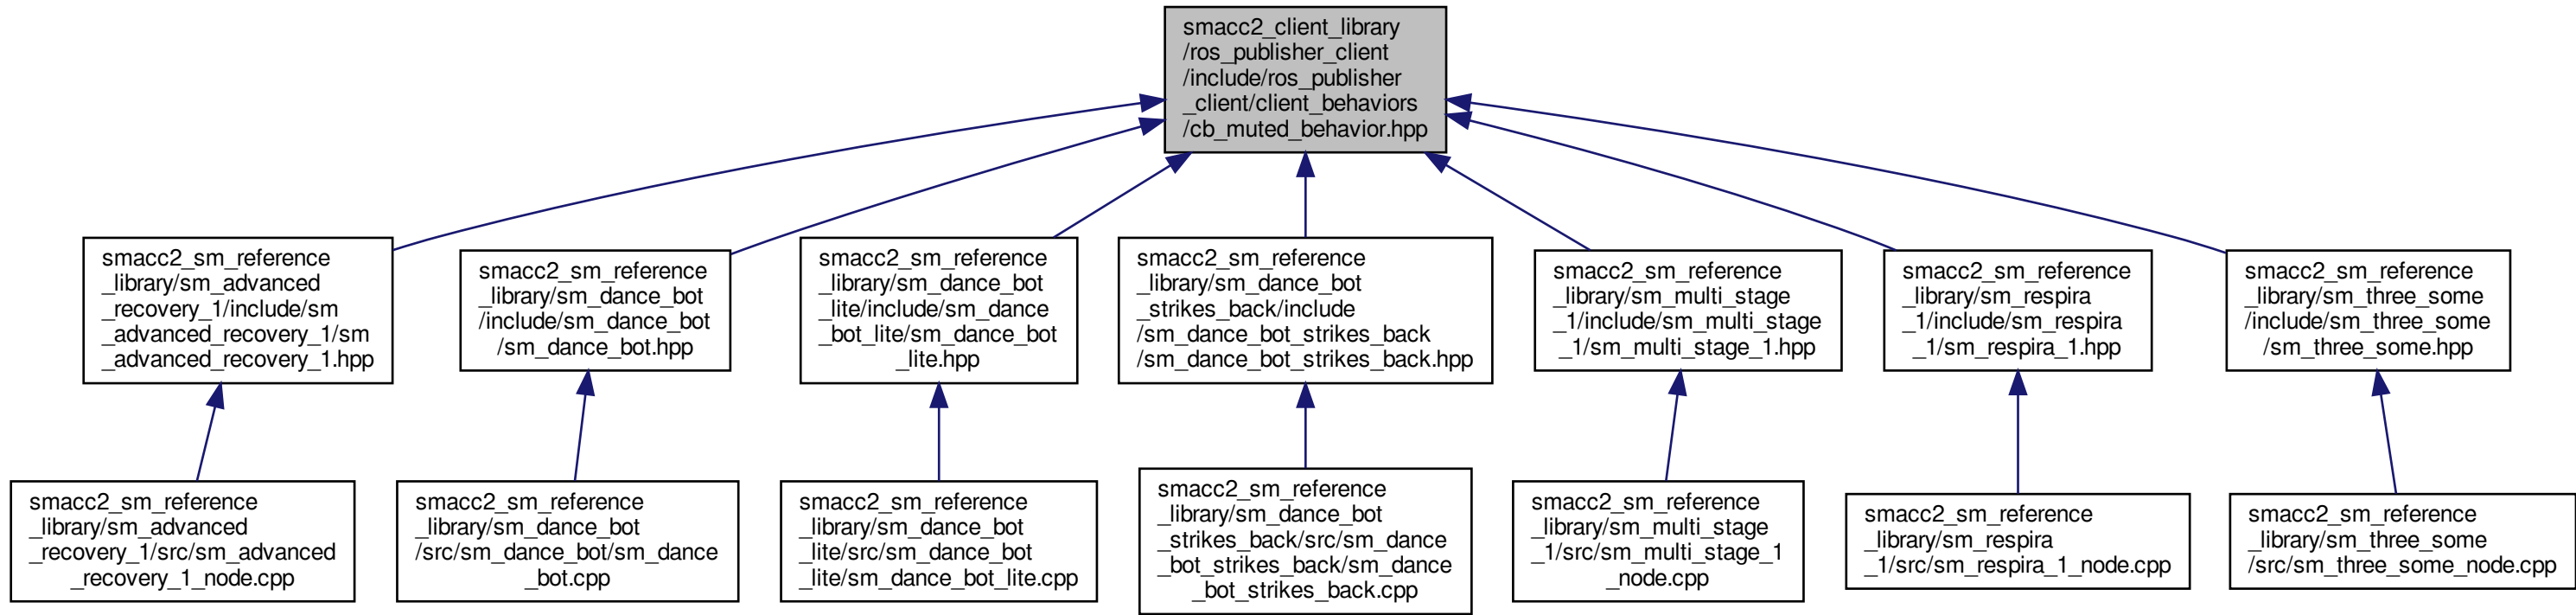 smacc2_client_library
/ros_publisher_client
/include/ros_publisher
_client/client_behaviors
/cb_muted_behavior.hpp
smacc2_sm_reference
_library/sm_advanced
_recovery_1/include/sm
_advanced_recovery_1/sm
_advanced_recovery_1.hpp
smacc2_sm_reference
_library/sm_dance_bot
/include/sm_dance_bot
/sm_dance_bot.hpp
smacc2_sm_reference
_library/sm_dance_bot
_lite/include/sm_dance
_bot_lite/sm_dance_bot
_lite.hpp
smacc2_sm_reference
_library/sm_dance_bot
_strikes_back/include
/sm_dance_bot_strikes_back
/sm_dance_bot_strikes_back.hpp
smacc2_sm_reference
_library/sm_multi_stage
_1/include/sm_multi_stage
_1/sm_multi_stage_1.hpp
smacc2_sm_reference
_library/sm_respira
_1/include/sm_respira
_1/sm_respira_1.hpp
smacc2_sm_reference
_library/sm_three_some
/include/sm_three_some
/sm_three_some.hpp
smacc2_sm_reference
_library/sm_advanced
_recovery_1/src/sm_advanced
_recovery_1_node.cpp
smacc2_sm_reference
_library/sm_dance_bot
/src/sm_dance_bot/sm_dance
_bot.cpp
smacc2_sm_reference
_library/sm_dance_bot
_lite/src/sm_dance_bot
_lite/sm_dance_bot_lite.cpp
smacc2_sm_reference
_library/sm_dance_bot
_strikes_back/src/sm_dance
_bot_strikes_back/sm_dance
_bot_strikes_back.cpp
smacc2_sm_reference
_library/sm_multi_stage
_1/src/sm_multi_stage_1
_node.cpp
smacc2_sm_reference
_library/sm_respira
_1/src/sm_respira_1_node.cpp
smacc2_sm_reference
_library/sm_three_some
/src/sm_three_some_node.cpp